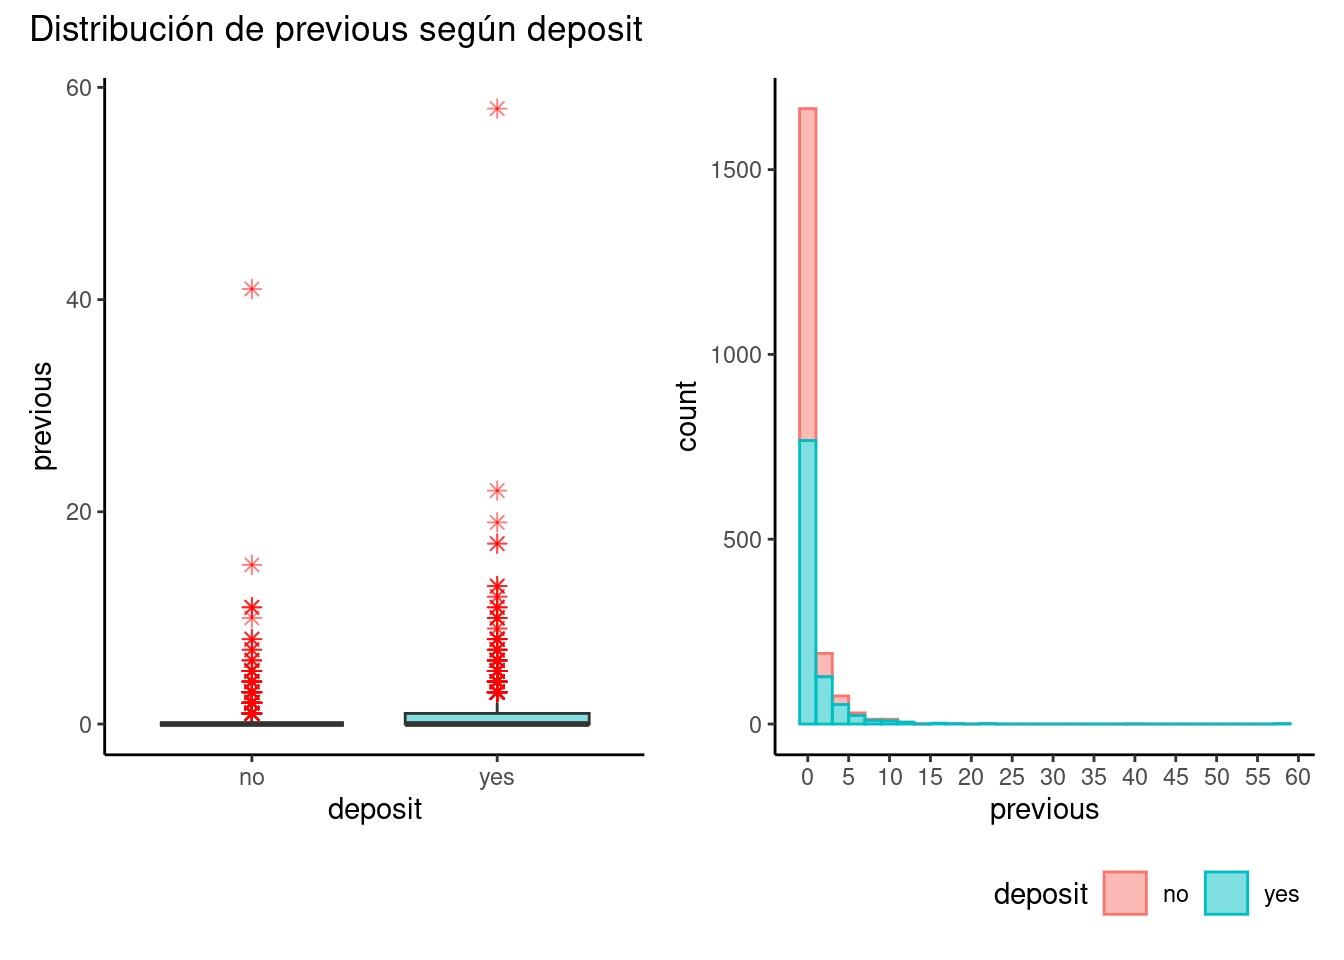 Distribución de previous según deposit
60
40
20
0
previous
no yes
deposit
1500
1000
500
0
count
0 5 10 15 20 25 30 35 40 45 50 55 60
previous
deposit no yes